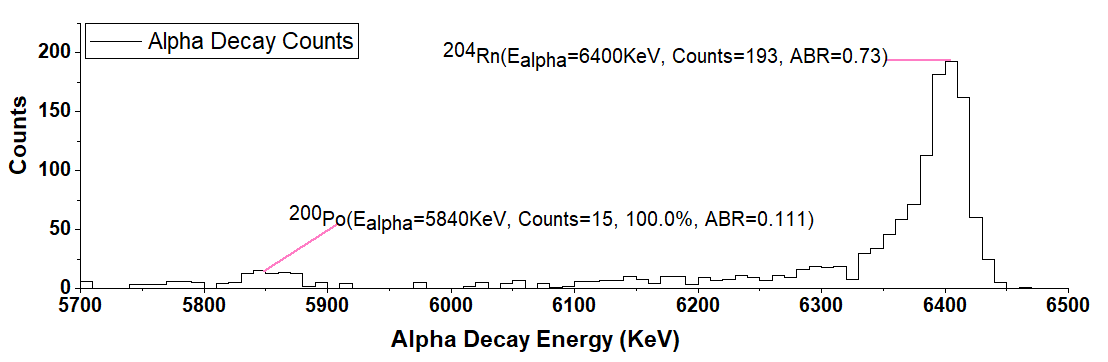 Alpha Decay Counts
204Rn(Ealpha=6400KeV, Counts=193, ABR=0.73)
200Po(Ealpha=5840KeV, Counts=15, 100.0%, ABR=0.111)
Counts
200
150
100
50
0
5700 5800 5900 6000 6100 6200 6300 6400 6500
Alpha Decay Energy (KeV)